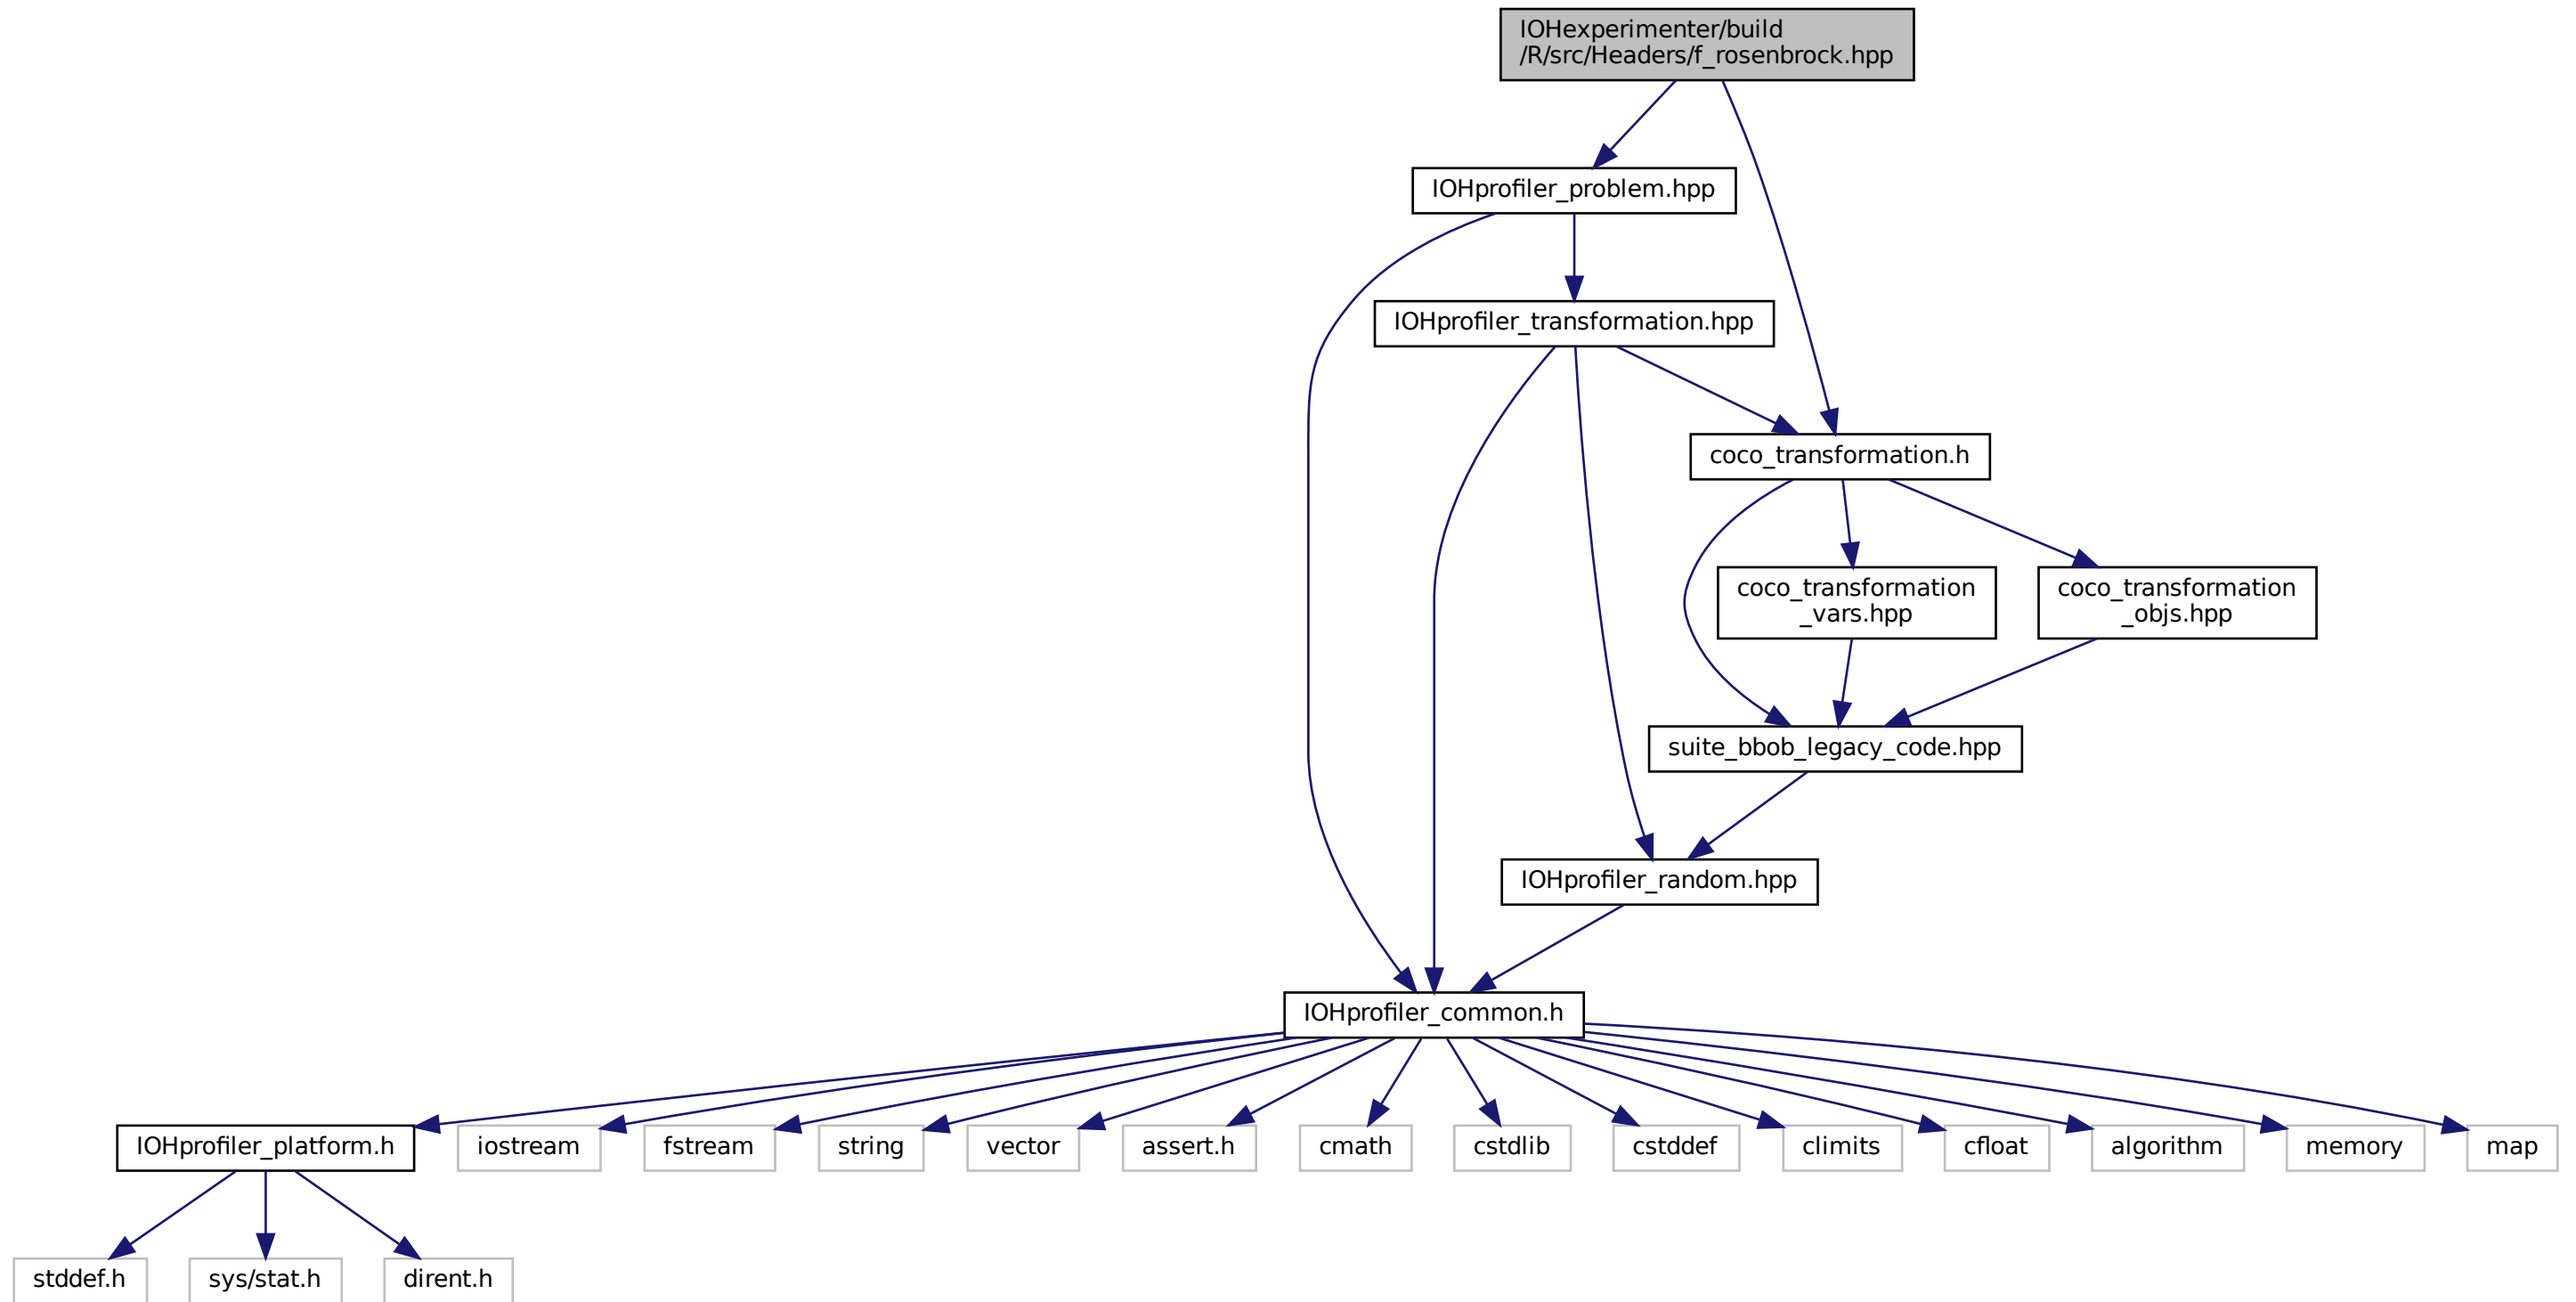 IOHexperimenter/build
/R/src/Headers/f_rosenbrock.hpp
IOHprofiler_problem.hpp
IOHprofiler_transformation.hpp
coco_transformation.h
coco_transformation
_vars.hpp
coco_transformation
_objs.hpp
suite_bbob_legacy_code.hpp
IOHprofiler_random.hpp
IOHprofiler_common.h
IOHprofiler_platform.h
iostream
fstream
string
vector
assert.h
cmath
cstdlib
cstddef
climits
cfloat
algorithm
memory
map
stddef.h
sys/stat.h
dirent.h